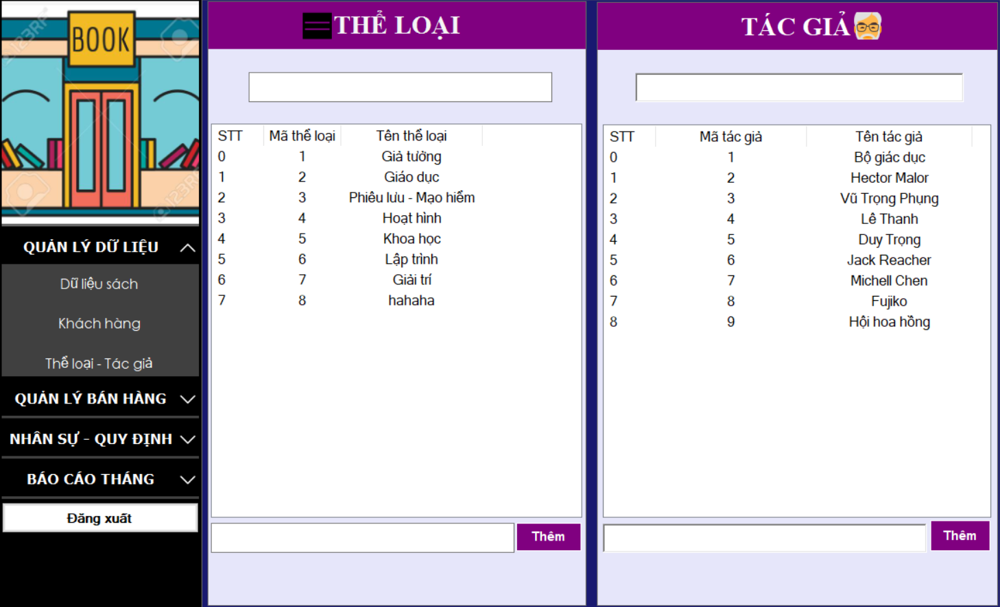 BOOK
123RF
123RF
QUẢN LÝ DỮ LIỆU
Dữ liệu sách
Khách hàng
Thể loại - Tác giả
QUẢN LÝ BÁN HÀNG
NHÂN SỰ - QUY ĐỊNH
BÁO CÁO THÁNG
Đăng xuất
THỂ LOẠI
STT Mã thể loại Tên thể loại
0 1 Giả tưởng
1 2 Giáo dục
2 3 Phiêu lưu - Mạo hiểm
3 4 Hoạt hình
4 5 Khoa học
5 6 Lập trình
6 7 Giải trí
7 8 hahaha
Thêm
TÁC GIẢ
STT Mã tác giả Tên tác giả
0 1 Bộ giác dục
1 2 Hector Malor
2 3 Vũ Trọng Phụng
3 4 Lê Thanh
4 5 Duy Trọng
5 6 Jack Reacher
6 7 Michell Chen
7 8 Fujiko
8 9 Hội hoa hồng
Thêm